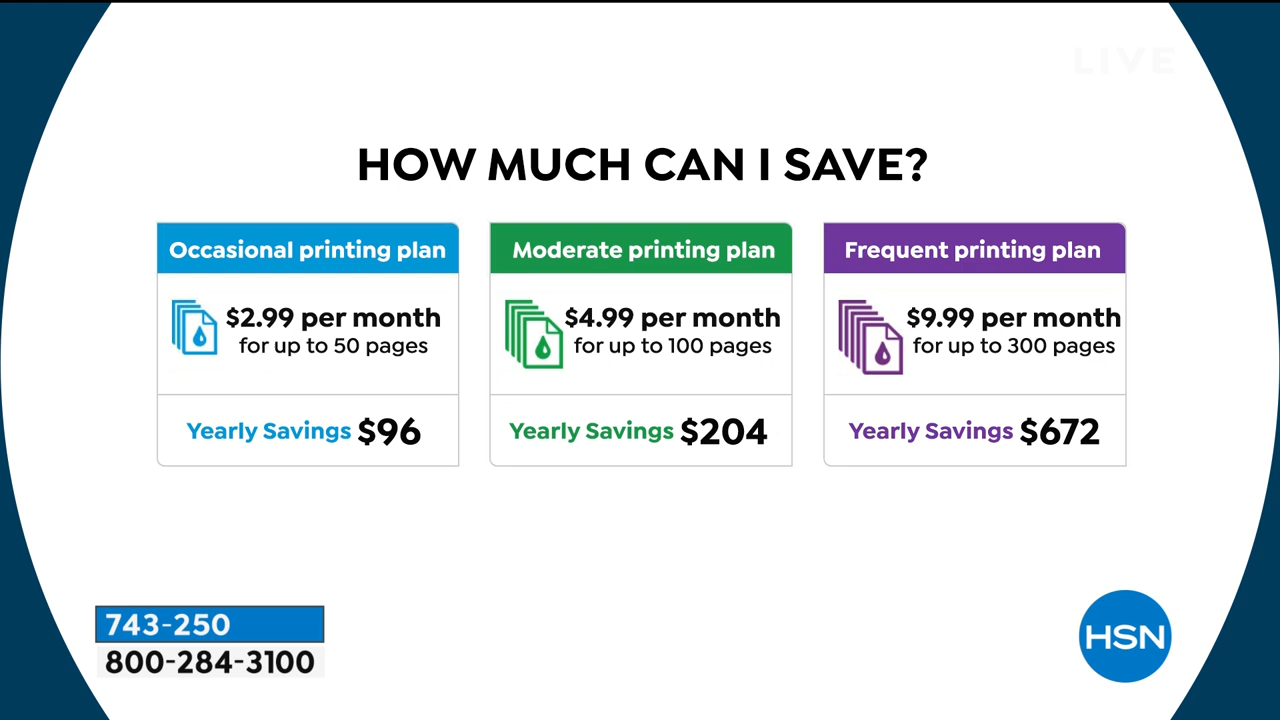 LIVE
HOW MUCH CAN I SAVE?
Occasional printing plan
$2.99 per month
for up to 50 pages
Yearly Savings $96
Moderate printing plan
$4.99 per month
for up to 100 pages
Yearly Savings $204
Frequent printing plan
$9.99 per month
for up to 300 pages
Yearly Savings $672
743-250
800-284-3100
HSN